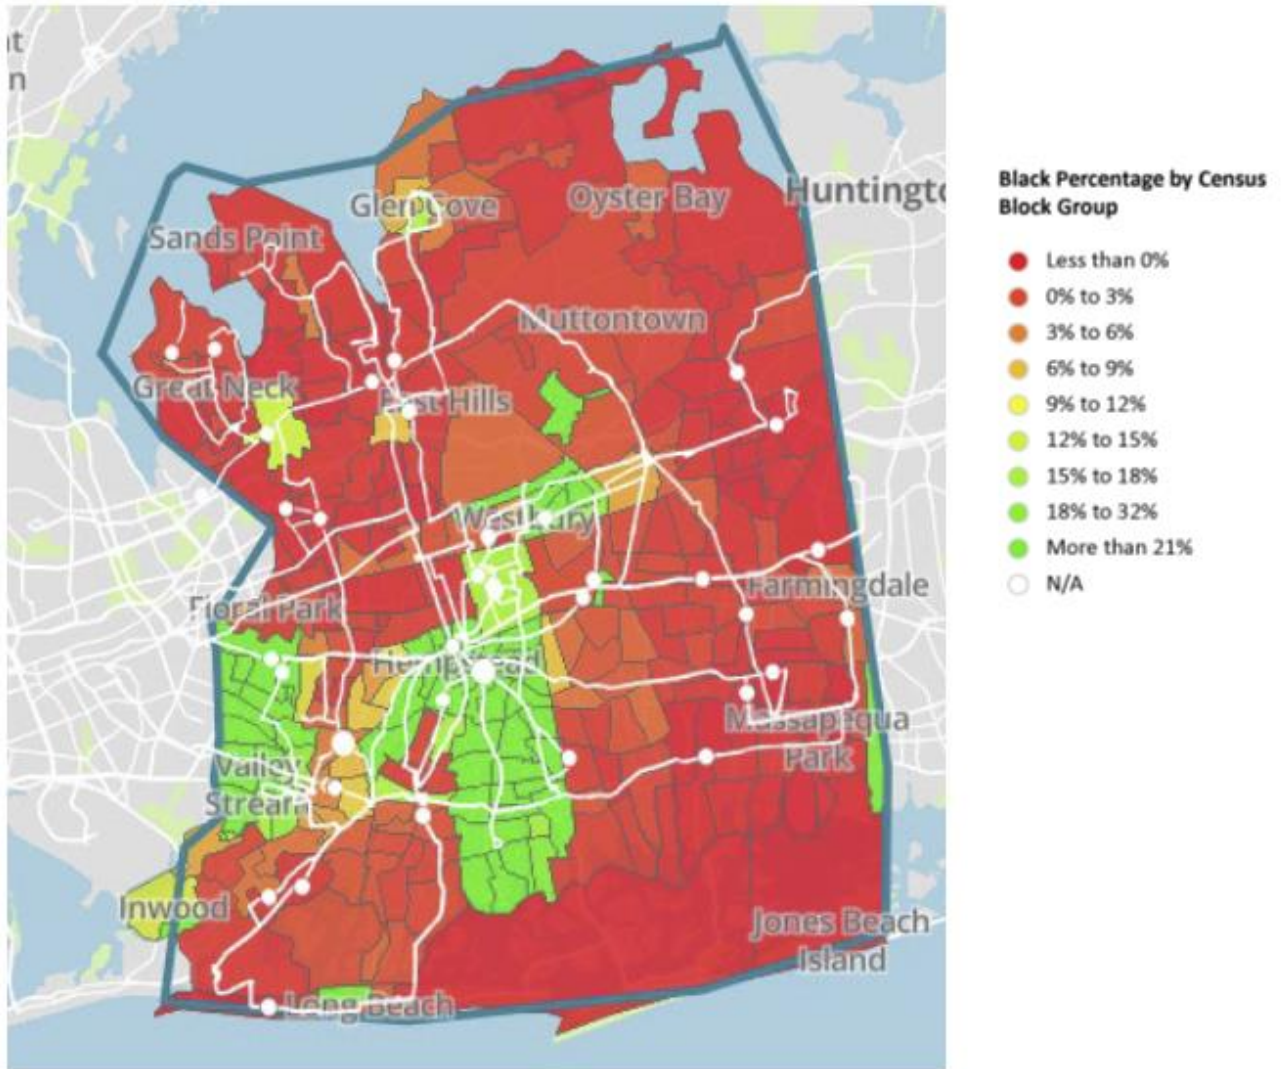 nt
n
Glen Cove
Oyster Bay
Huntingto
Sands Point
Muttontown
Great Neck
East Hills
Westbury
Farmingdale
Floral Park
Hempstead
Massapequa
Park
Valley
Stream
Inwood
Jones Beach
Island
Long Beach
Black Percentage by Census
Block Group
Less than 0%
0% to 3%
3% to 6%
6% to 9%
9% to 12%
12% to 15%
15% to 18%
18% to 32%
More than 21%
N/A